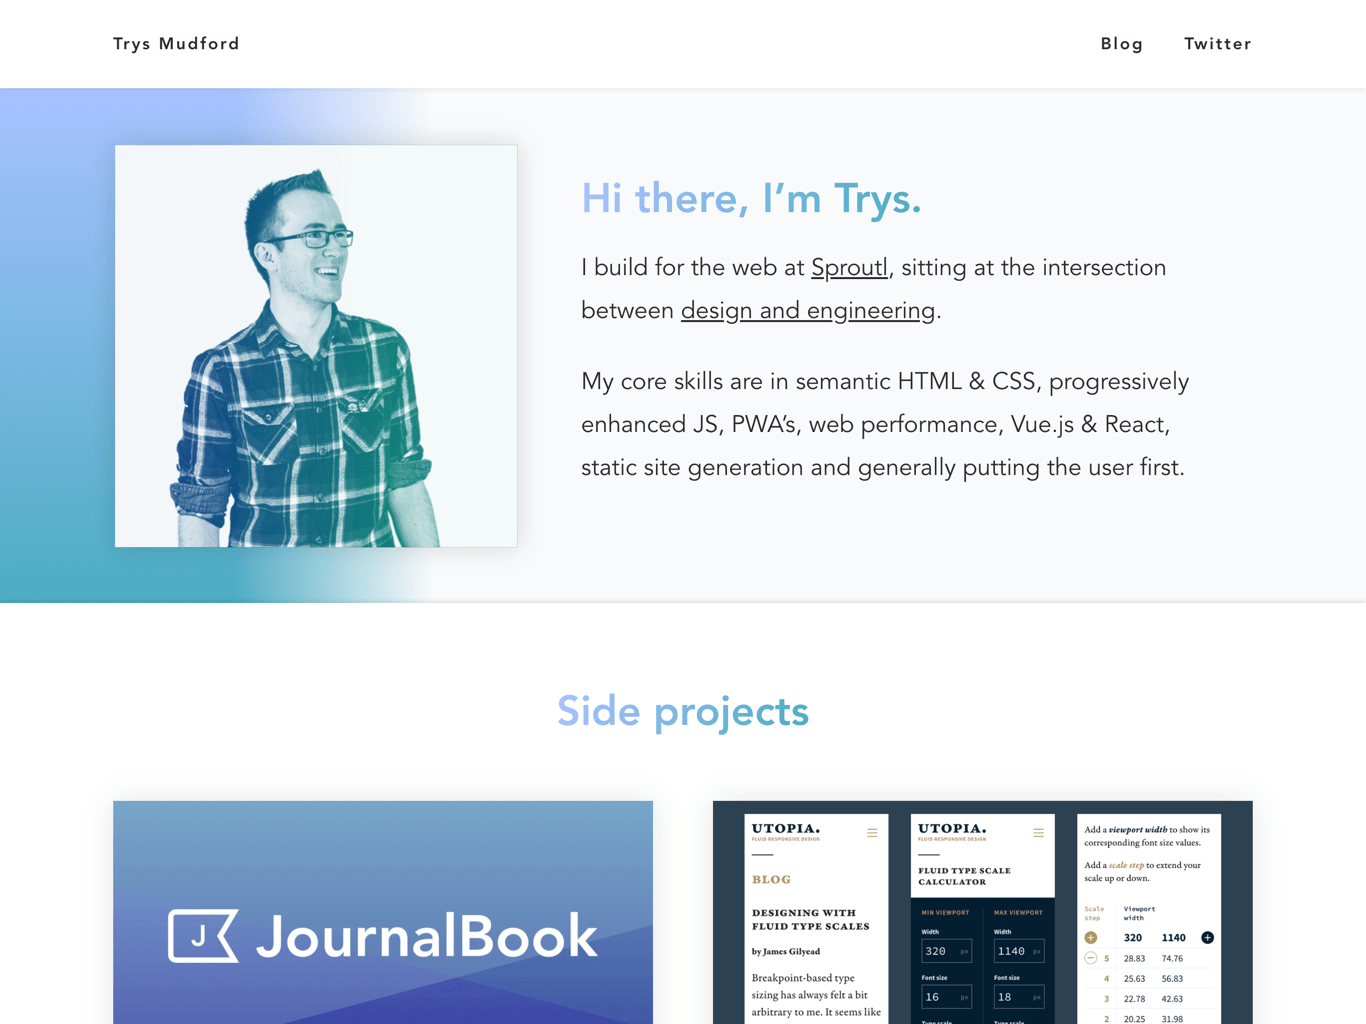 Trys Mudford
Blog
Twitter
Hi there, I’m Trys.
I build for the web at Sproutl, sitting at the intersection
between design and engineering.
My core skills are in semantic HTML & CSS, progressively
enhanced JS, PWA’s, web performance, Vue.js & React,
static site generation and generally putting the user first.
Side projects
J JournalBook
UTOPIA.
FLUID RESPONSIVE DESIGN
BLOG
DESIGNING WITH
FLUID TYPE SCALES
by James Gilyead
Breakpoint-based type
sizing has always felt a bit
arbitrary to me. It seems like
UTOPIA.
FLUID RESPONSIVE DESIGN
FLUID TYPE SCALE
CALCULATOR
MIN VIEWPORT MAX VIEWPORT
Width Width
320 px 1140 px
Font size Font size
16 px 18 px
Type scale Type scale
Add a viewport width to show its
corresponding font size values.
Add a scale step to extend your
scale up or down.
Scale Viewport
step width
320 1140
5 28.83 74.76
4 25.63 56.83
3 22.78 42.63
2 20.25 31.98